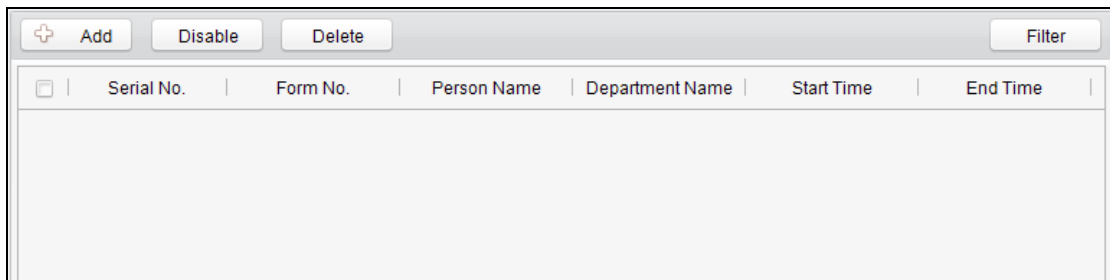 Add Disable Delete Filter
Serial No. Form No. Person Name Department Name Start Time End Time